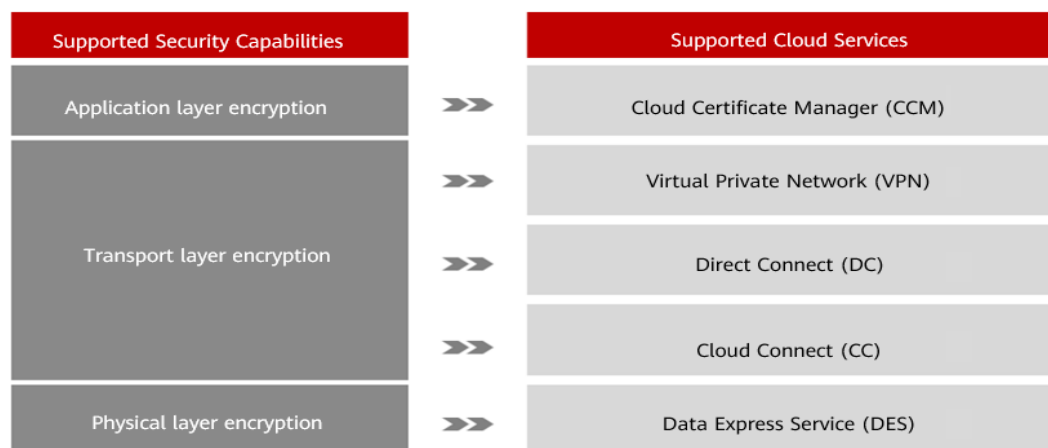 Supported Security Capabilities
Supported Cloud Services
Application layer encryption
Cloud Certificate Manager (CCM)
Transport layer encryption
Virtual Private Network (VPN)
Direct Connect (DC)
Cloud Connect (CC)
Physical layer encryption
Data Express Service (DES)